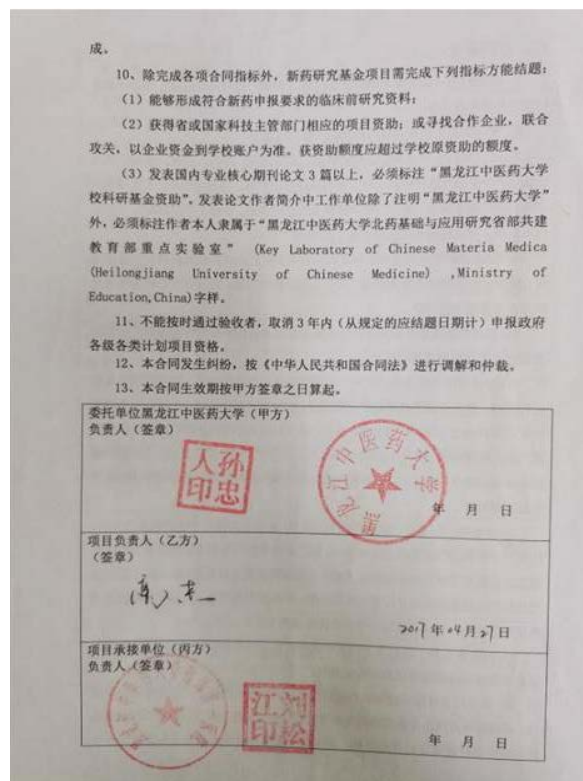 成。
10、除完成各项合同指标外，新药研究基金项目需完成下列指标方能结题：
（1）能够形成符合新药申报要求的临床前研究资料；
（2）获得省或国家科技主管部门相应的项目资助；或寻找合作企业，联合
攻关，以企业资金到学校账户为准。获资助额度应超过学校原资助的额度。
（3）发表国内专业核心期刊论文 3 篇以上，必须标注“黑龙江中医药大学
校科研基金资助”。发表论文作者简介中工作单位除了注明“黑龙江中医药大学”
外，必须标注作者本人隶属于“黑龙江中医药大学北药基础与应用研究省部共建
教育部重点实验室” (Key Laboratory of Chinese Materia Medica
(Heilongjiang University of Chinese Medicine) ,Ministry of
Education,China)字样。
11、不能按时通过验收者，取消 3 年内（从规定的应结题日期计）申报政府
各级各类计划项目资格。
12、本合同发生纠纷，按《中华人民共和国合同法》进行调解和仲裁。
13、本合同生效期按甲方签章之日算起。
委托单位黑龙江中医药大学（甲方）
负责人（签章）
孙忠人印
黑龙江中医药大学
年 月 日
项目负责人（乙方）
（签章）
2017 年 04 月 27 日
项目承接单位（丙方）
负责人（签章）
刘松江印
年 月 日